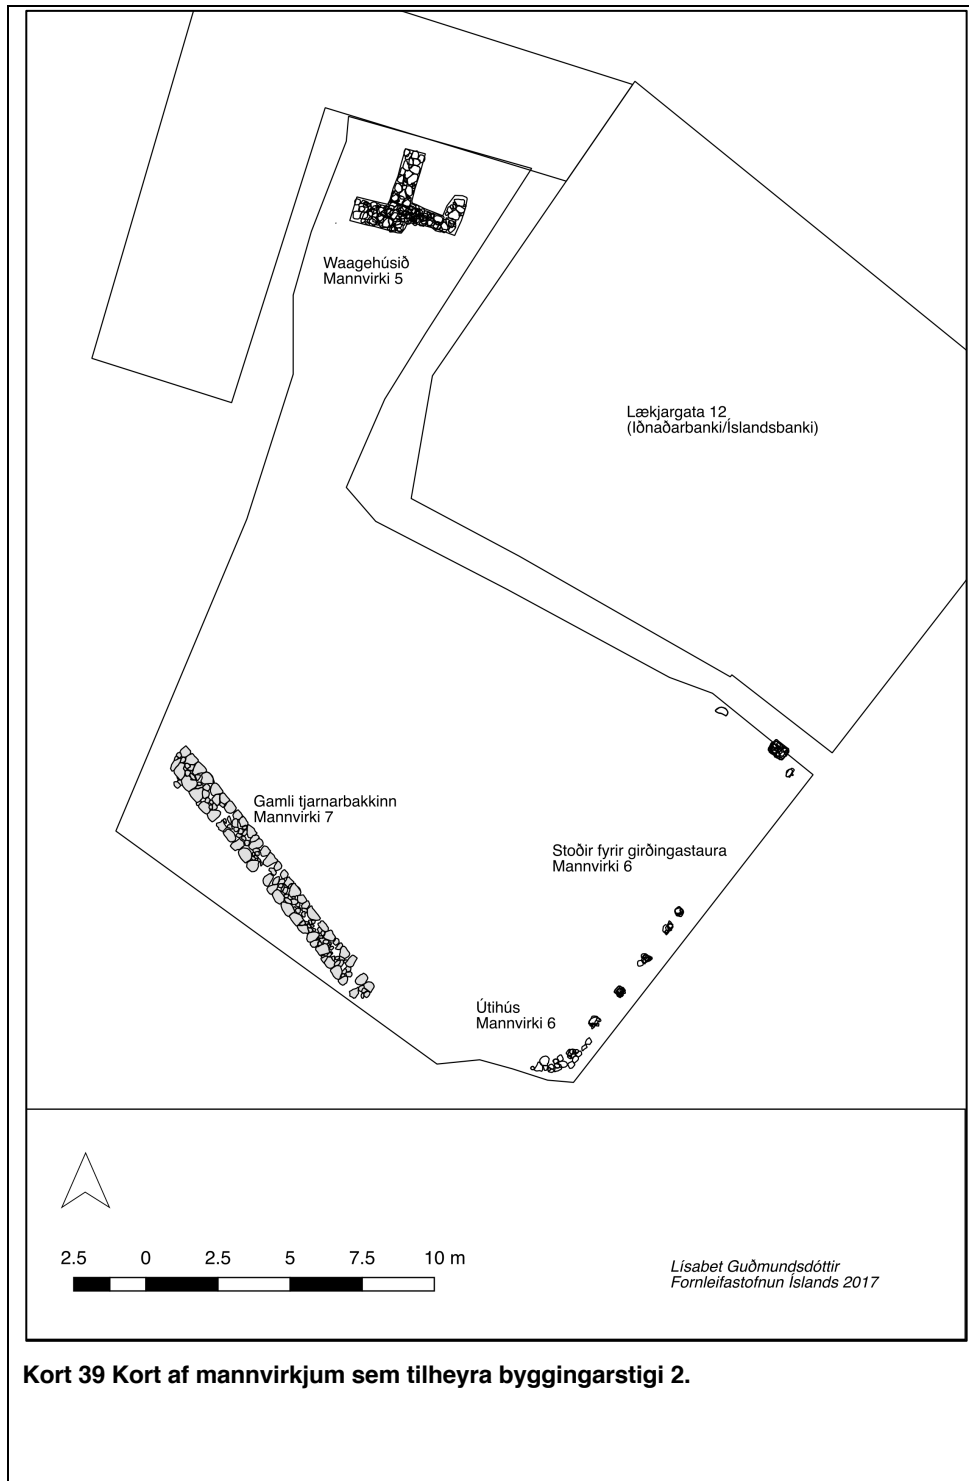 Waagehúsið
Mannvirki 5
Lækjargata 12
(Iðnaðarbanki/Íslandsbanki)
Gamli tjarnarbakkinn
Mannvirki 7
Stoðir fyrir girðingastaura
Mannvirki 6
Útihús
Mannvirki 6
2.5 0 2.5 5 7.5 10 m
Lísabet Guðmundsdóttir
Fornleifastofnun Íslands 2017
Kort 39 Kort af mannvirkjum sem tilheyra byggingarstigi 2.